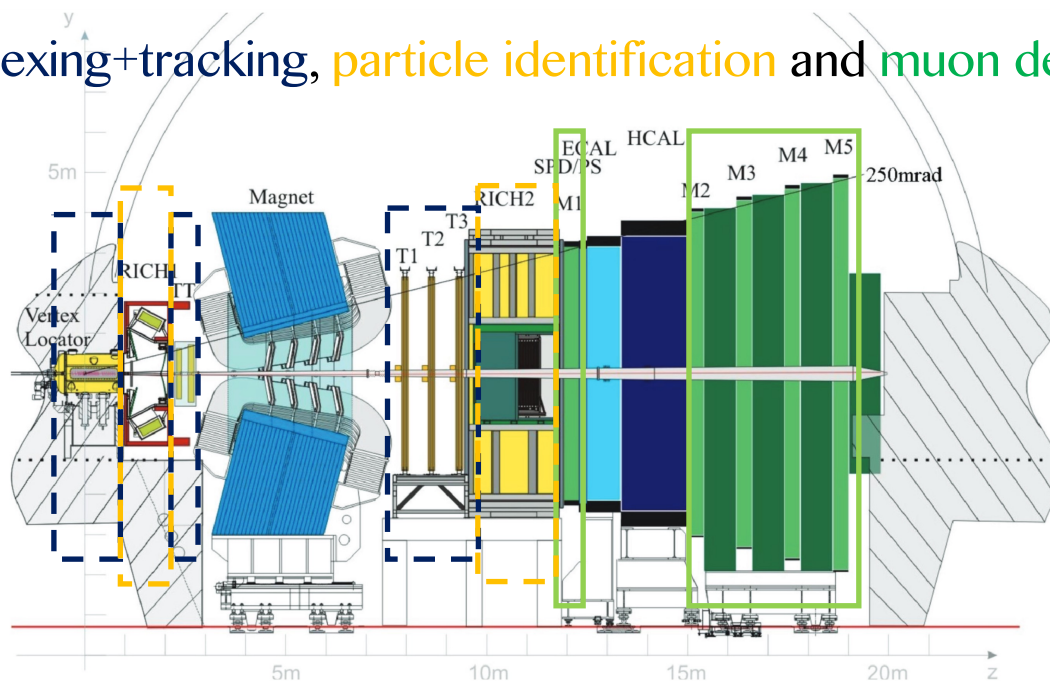 y
exing+tracking, particle identification and muon de
5m
Magnet
RICH1
TT
Vertex
Locator
T1
T2
T3
RICH2
M1
SPD/PS
ECAL
HCAL
M2
M3
M4
M5
250mrad
5m
10m
15m
20m
z